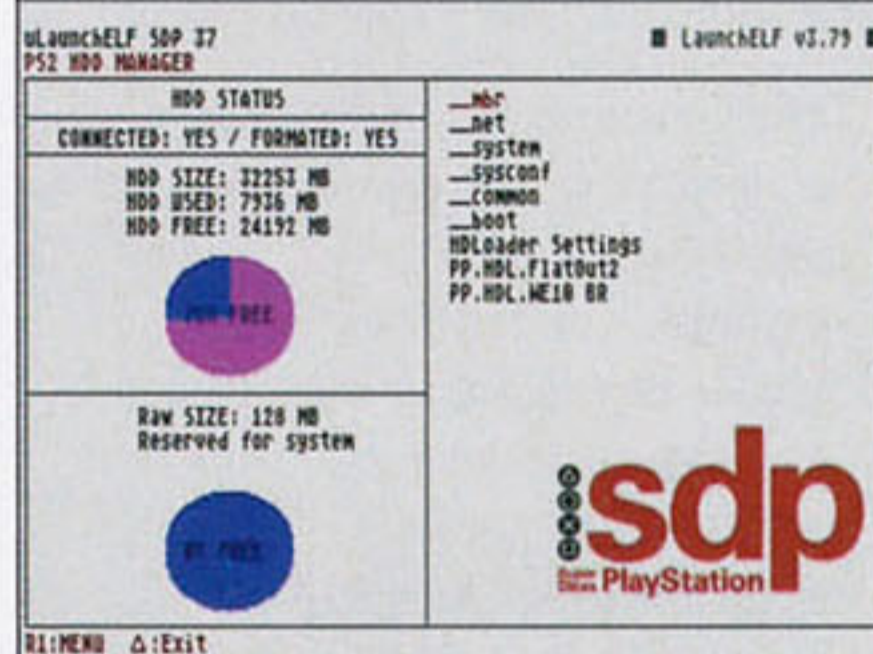 uLaunchELF SDP 37
LaunchELF v3.79
PS2 HDD MANAGER
HDD STATUS
CONNECTED: YES / FORMATED: YES
HDD SIZE: 32253 MB
HDD USED: 7936 MB
HDD FREE: 24192 MB
FREE
Raw SIZE: 128 MB
Reserved for system
__mbr
__net
__system
__sysconf
__common
__boot
HDLoader Settings
PP.HDL.FlatOut2
PP.HDL.WE10 BR
sdp
PlayStation
R1:MENU △:Exit